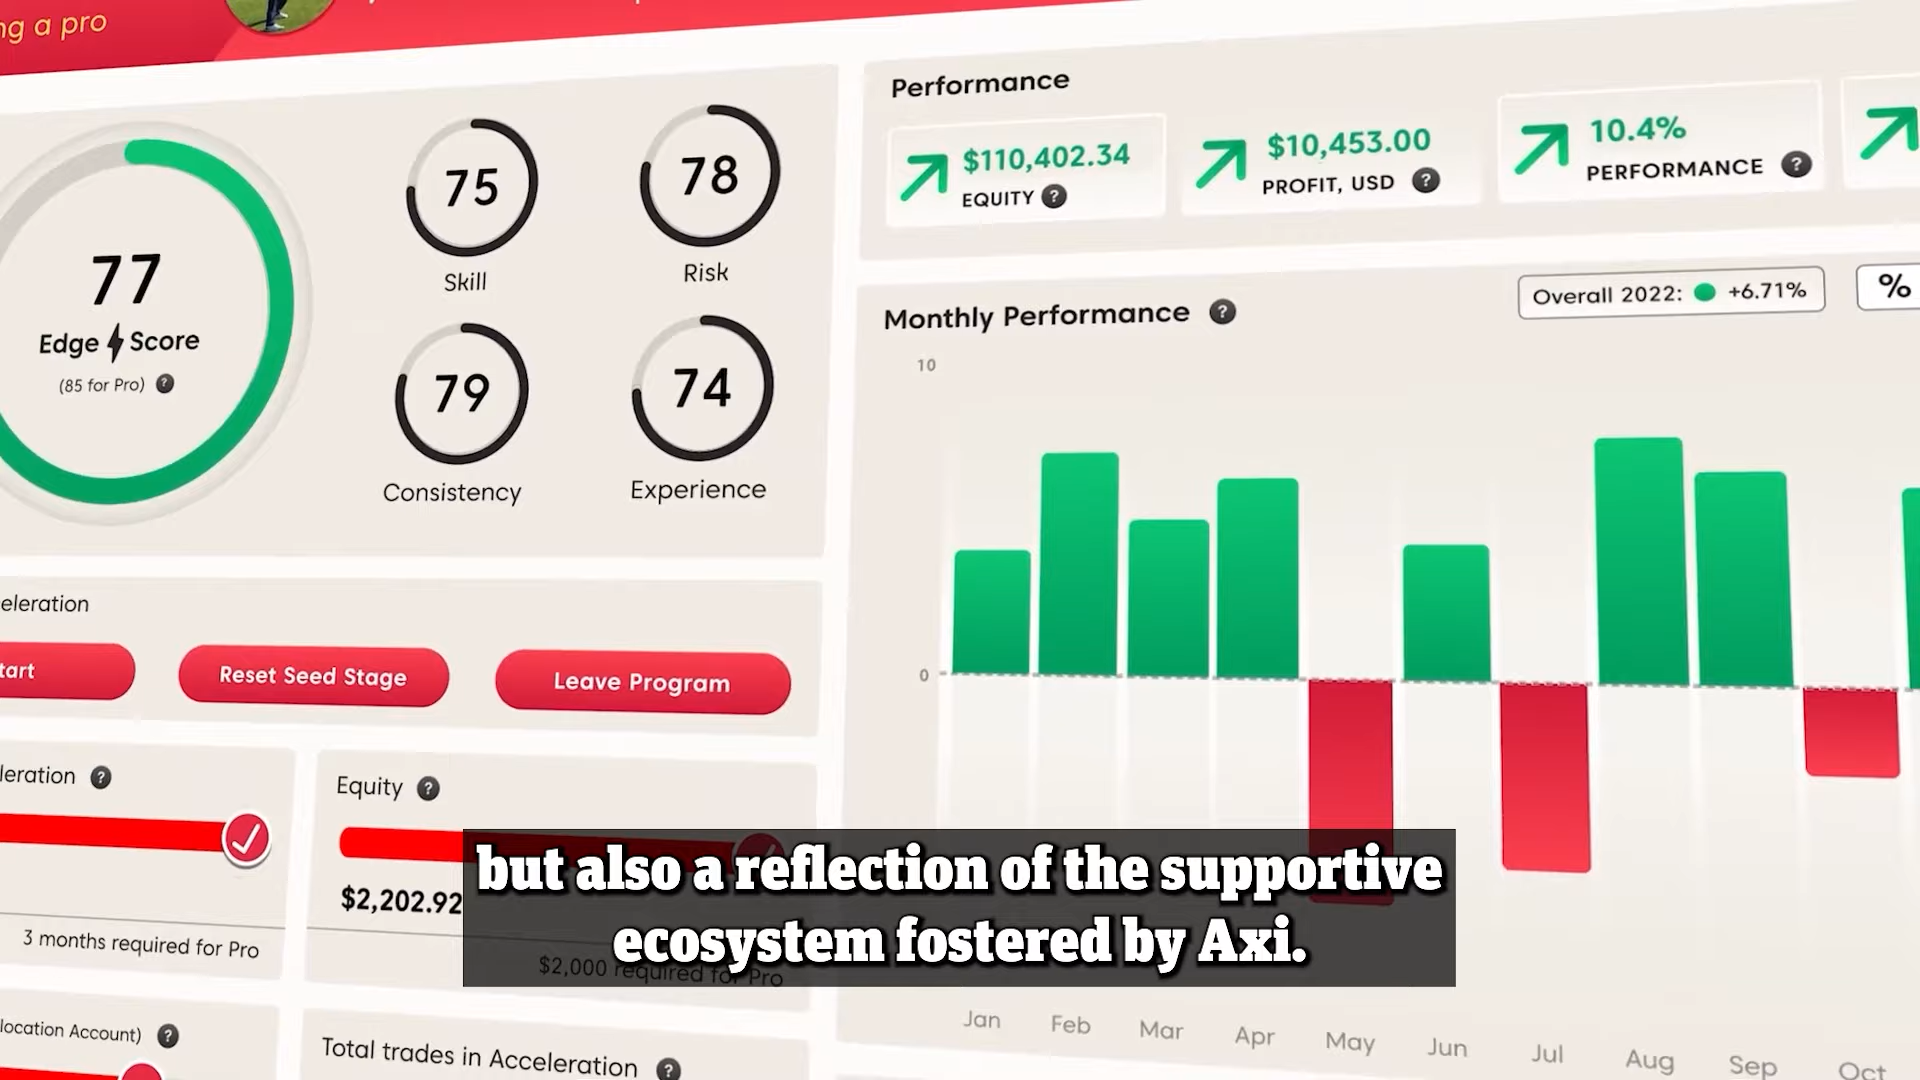 ng a pro
77
Edge Score
(85 for Pro) ?
75
Skill
78
Risk
79
Consistency
74
Experience
eleration
tart
Reset Seed Stage
Leave Program
leration ?
3 months required for Pro
Equity ?
$2,202.92
$2,000 required for Pro
location Account) ?
Total trades in Acceleration ?
Performance
$110,402.34
EQUITY ?
$10,453.00
PROFIT, USD ?
10.4%
PERFORMANCE ?
Monthly Performance ?
Overall 2022: +6.71%
%
10
0
Jan Feb Mar Apr May Jun Jul Aug Sep Oct
but also a reflection of the supportive
ecosystem fostered by Axi.